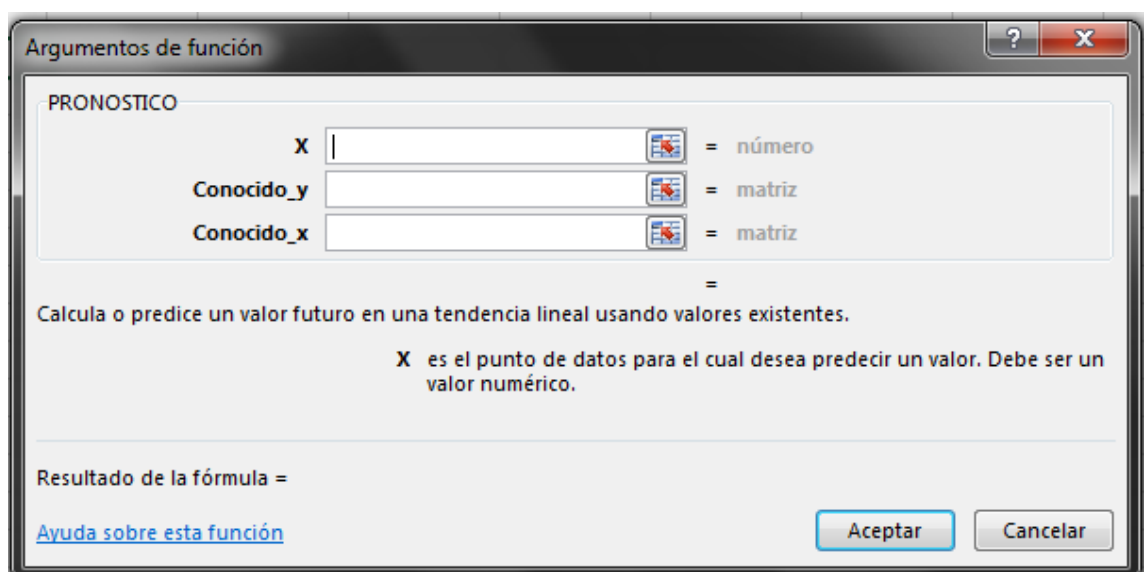 Argumentos de función
?
X
PRONOSTICO
X = número
Conocido_y = matriz
Conocido_x = matriz
=
Calcula o predice un valor futuro en una tendencia lineal usando valores existentes.
X es el punto de datos para el cual desea predecir un valor. Debe ser un
valor numérico.
Resultado de la fórmula =
Ayuda sobre esta función
Aceptar
Cancelar